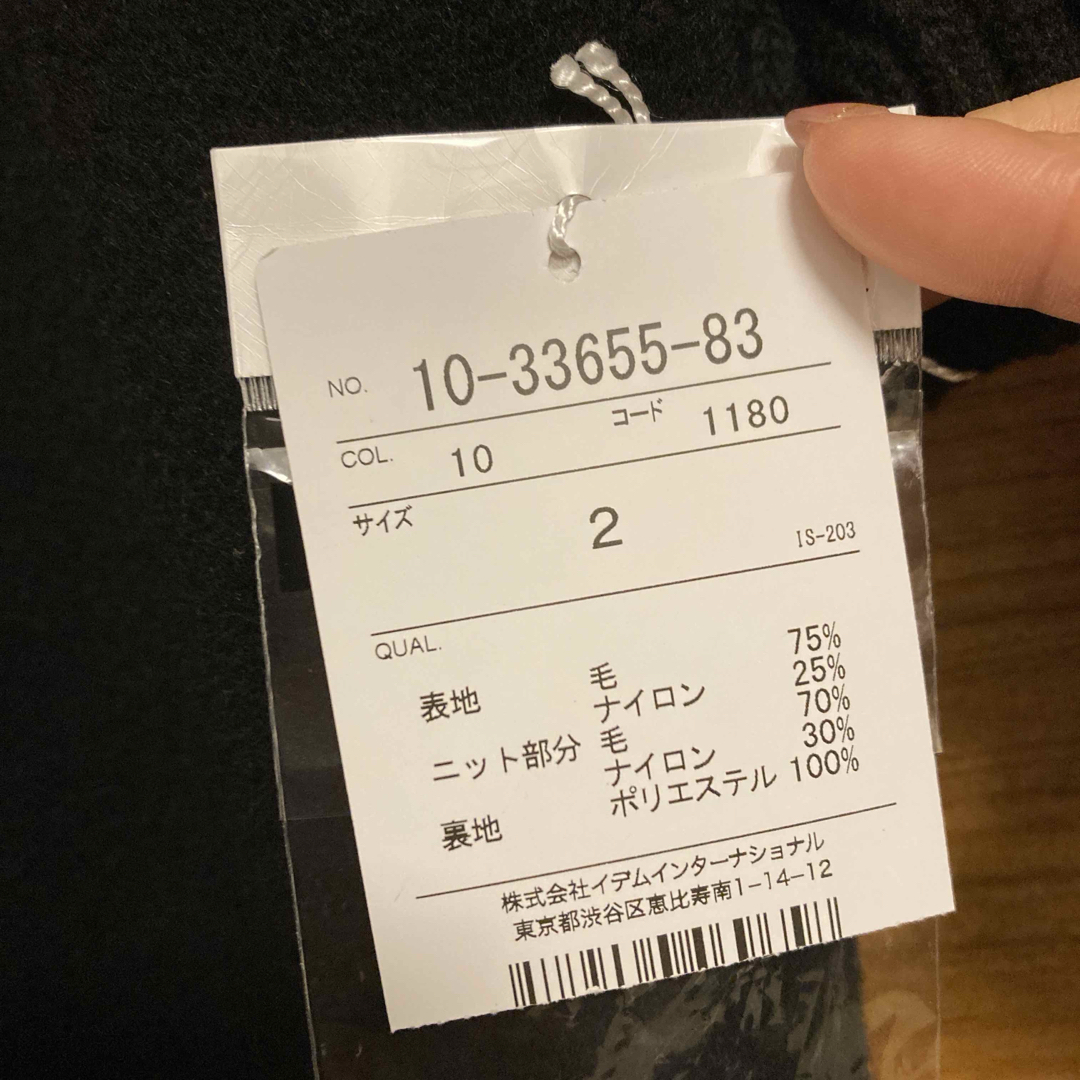 NO. 10-33655-83
COL. 10 コード 1180
サイズ 2 IS-203
QUAL.
表地 毛 75%
ナイロン 25%
ニット部分 毛 70%
ナイロン 30%
裏地 ポリエステル 100%
株式会社イデムインターナショナル
東京都渋谷区恵比寿南1-14-12